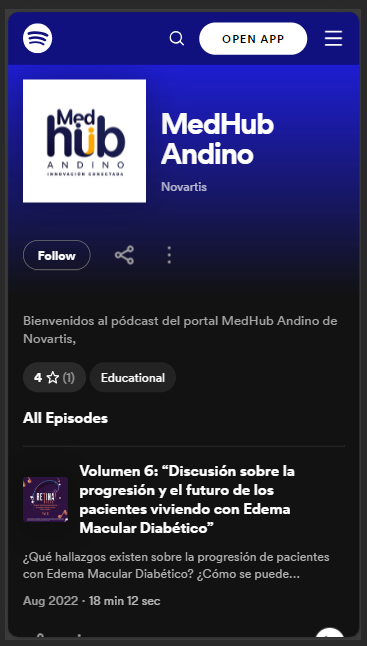 OPEN APP
Med
hüb
ANDINO
INNOVACIÓN CONECTADA
MedHub
Andino
Novartis
Follow
Bienvenidos al pódcast del portal MedHub Andino de
Novartis,
4 ☆ (1)
Educational
All Episodes
RETINA
Volumen 6: “Discusión sobre la
progresión y el futuro de los
pacientes viviendo con Edema
Macular Diabético”
¿Qué hallazgos existen sobre la progresión de pacientes
con Edema Macular Diabético? ¿Cómo se puede...
Aug 2022 · 18 min 12 sec